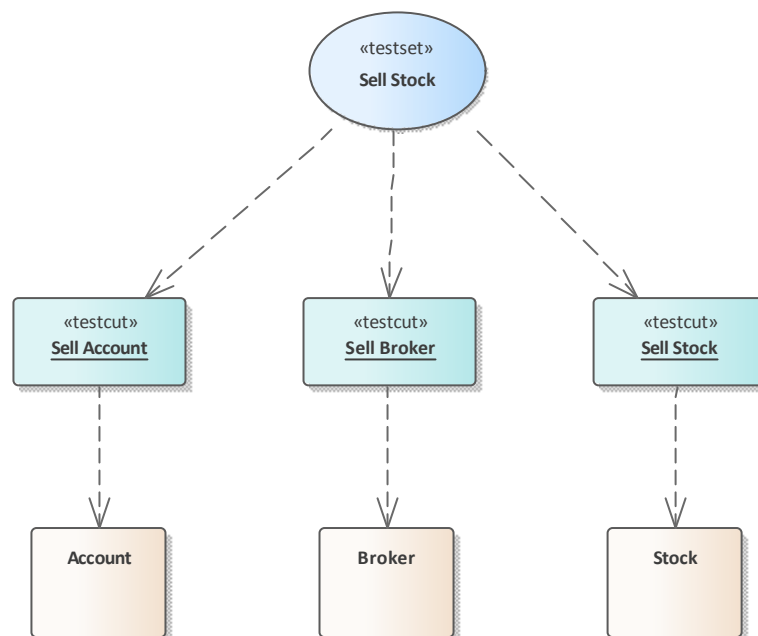 «testset»
Sell Stock
«testcut»
Sell Account
«testcut»
Sell Broker
«testcut»
Sell Stock
Account
Broker
Stock